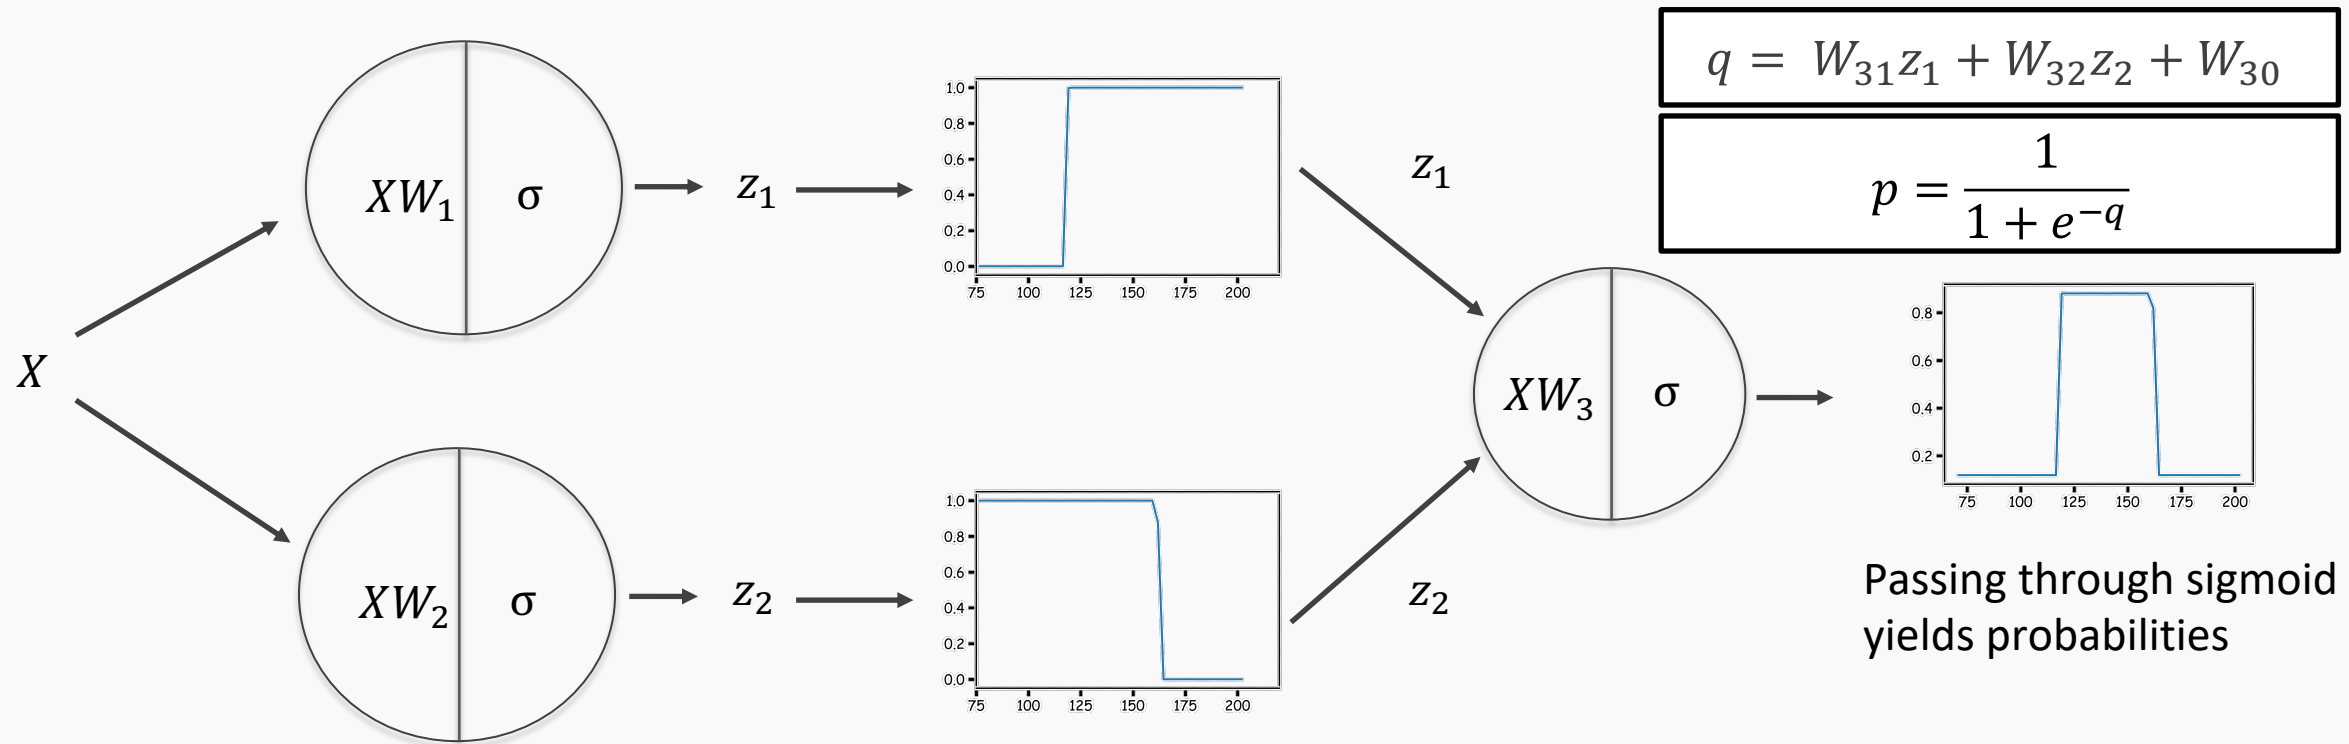 q = W₃₁z₁ + W₃₂z₂ + W₃₀
p = 1 / (1 + e^{−q})
X
XW₁ σ
z₁
1.0
0.8
0.6
0.4
0.2
0.0
75 100 125 150 175 200
z₁
XW₂ σ
z₂
1.0
0.8
0.6
0.4
0.2
0.0
75 100 125 150 175 200
z₂
XW₃ σ
0.8
0.6
0.4
0.2
75 100 125 150 175 200
Passing through sigmoid
yields probabilities